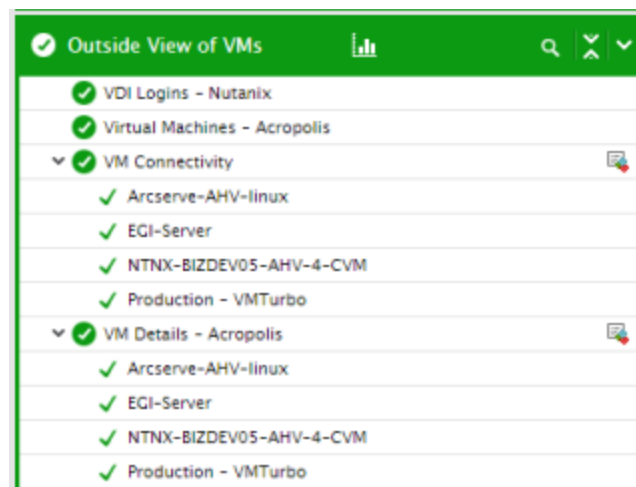 Outside View of VMs
VDI Logins - Nutanix
Virtual Machines - Acropolis
VM Connectivity
Arcserve-AHV-linux
EGI-Server
NTNX-BIZDEV05-AHV-4-CVM
Production - VMTurbo
VM Details - Acropolis
Arcserve-AHV-linux
EGI-Server
NTNX-BIZDEV05-AHV-4-CVM
Production - VMTurbo